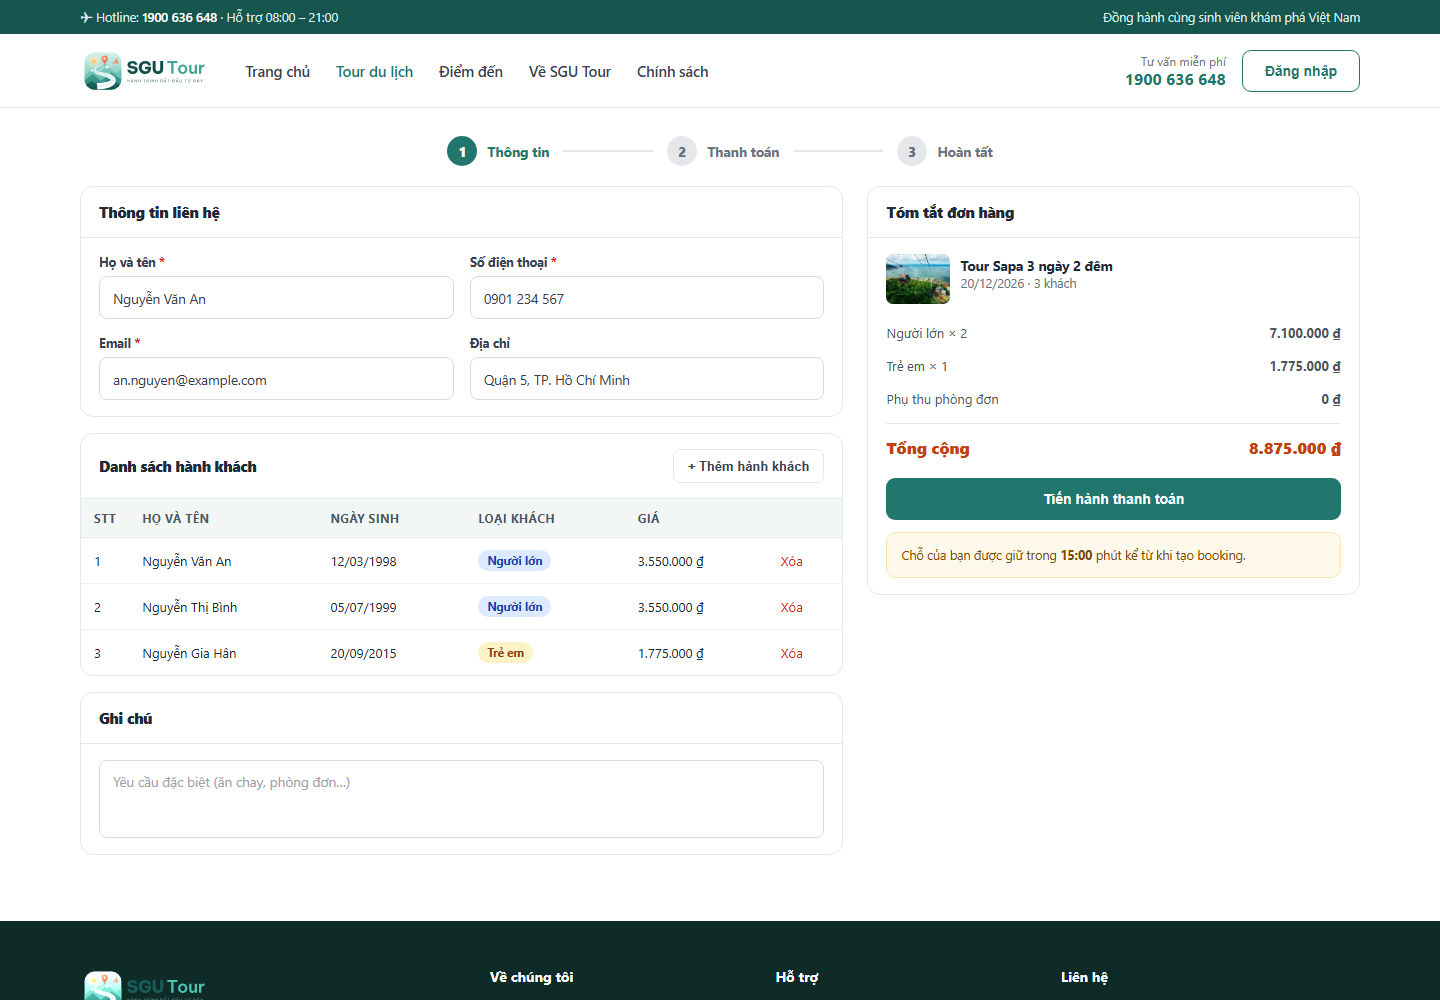 ✈ Hotline: 1900 636 648 · Hỗ trợ 08:00 – 21:00
Đồng hành cùng sinh viên khám phá Việt Nam
SGU Tour
HÀNH TRÌNH BẮT ĐẦU TỪ ĐÂY
Trang chủ
Tour du lịch
Điểm đến
Về SGU Tour
Chính sách
Tư vấn miễn phí
1900 636 648
Đăng nhập
1 Thông tin
2 Thanh toán
3 Hoàn tất
Thông tin liên hệ
Họ và tên *
Số điện thoại *
Nguyễn Văn An
0901 234 567
Email *
Địa chỉ
an.nguyen@example.com
Quận 5, TP. Hồ Chí Minh
Danh sách hành khách
+ Thêm hành khách
STT HỌ VÀ TÊN NGÀY SINH LOẠI KHÁCH GIÁ
1 Nguyễn Văn An 12/03/1998 Người lớn 3.550.000 ₫ Xóa
2 Nguyễn Thị Bình 05/07/1999 Người lớn 3.550.000 ₫ Xóa
3 Nguyễn Gia Hân 20/09/2015 Trẻ em 1.775.000 ₫ Xóa
Ghi chú
Yêu cầu đặc biệt (ăn chay, phòng đơn...)
Tóm tắt đơn hàng
Tour Sapa 3 ngày 2 đêm
20/12/2026 · 3 khách
Người lớn × 2 7.100.000 ₫
Trẻ em × 1 1.775.000 ₫
Phụ thu phòng đơn 0 ₫
Tổng cộng 8.875.000 ₫
Tiến hành thanh toán
Chỗ của bạn được giữ trong 15:00 phút kể từ khi tạo booking.
SGU Tour
Về chúng tôi
Hỗ trợ
Liên hệ